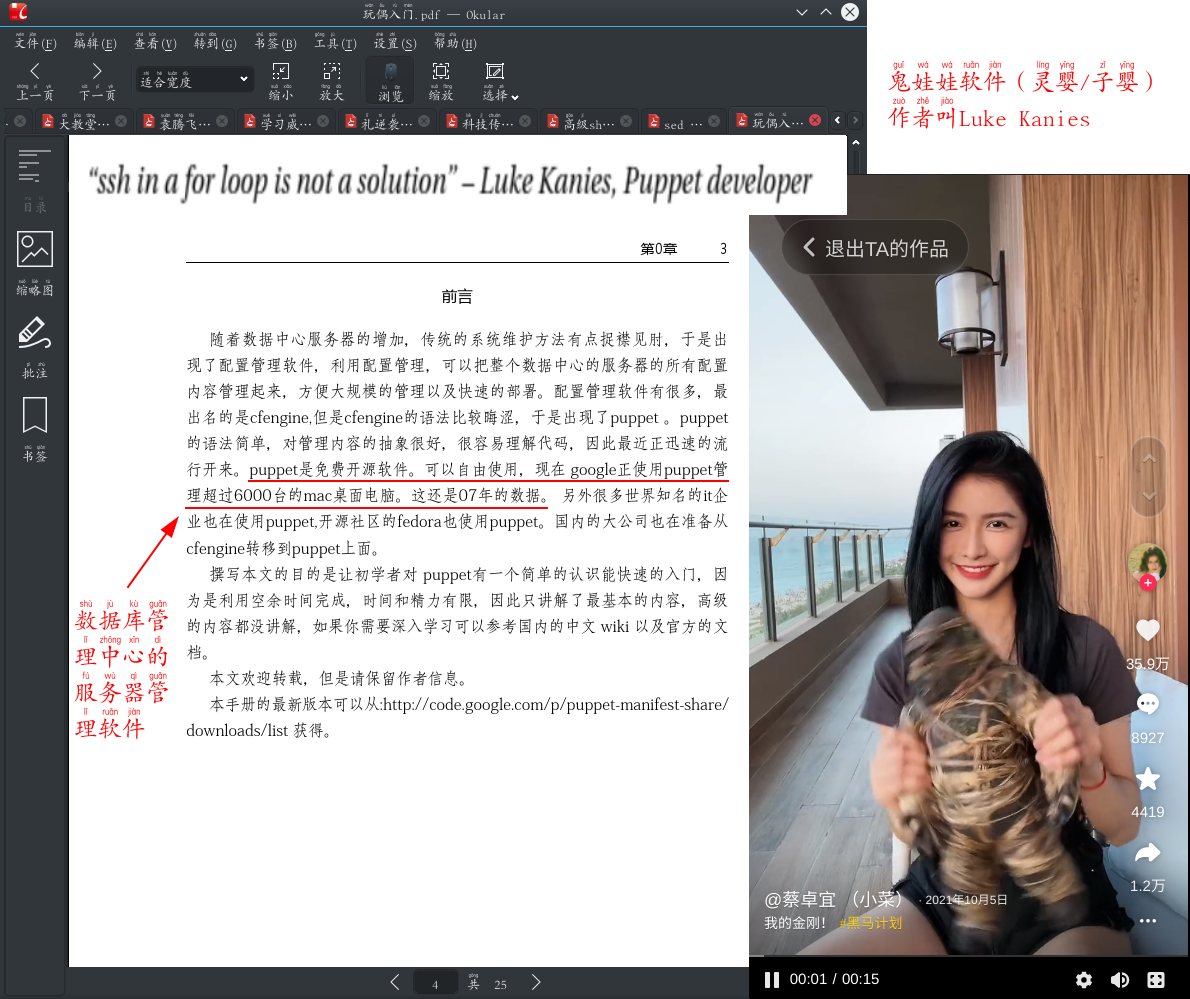 玩偶入门.pdf — Okular
文件(F) 编辑(E) 查看(V) 转到(G) 书签(B) 工具(T) 设置(S) 帮助(H)
上一页 下一页 适合宽度 缩小 放大 浏览 缩放 选择
大教堂… 袁腾飞… 学习威… 礼逆袭… 科技传… 高级sh… sed … 玩偶入…
目录
缩略图
批注
书签
“ssh in a for loop is not a solution” – Luke Kanies, Puppet developer
第0章 3
前言
随着数据中心服务器的增加，传统的系统维护方法有点捉襟见肘，于是出
现了配置管理软件，利用配置管理，可以把整个数据中心的服务器的所有配置
内容管理起来，方便大规模的管理以及快速的部署。配置管理软件有很多，最
出名的是cfengine,但是cfengine的语法比较晦涩，于是出现了puppet 。puppet
的语法简单，对管理内容的抽象很好，很容易理解代码，因此最近正迅速的流
行开来。puppet是免费开源软件。可以自由使用，现在 google正使用puppet管
理超过6000台的mac桌面电脑。这还是07年的数据。 另外很多世界知名的it企
业也在使用puppet,开源社区的fedora也使用puppet。国内的大公司也在准备从
cfengine转移到puppet上面。
撰写本文的目的是让初学者对 puppet有一个简单的认识能快速的入门，因
为是利用空余时间完成，时间和精力有限，因此只讲解了最基本的内容，高级
的内容都没讲解，如果你需要深入学习可以参考国内的中文 wiki 以及官方的文
档。
本文欢迎转载，但是请保留作者信息。
本手册的最新版本可以从:http://code.google.com/p/puppet-manifest-share/
downloads/list 获得。
shù jù kù guǎn
数据库管
lǐ zhōng xīn dì
理中心的
fú wù qì guǎn
服务器管
lǐ ruǎn jiàn
理软件
4 共 25
guǐ wá wá ruǎn jiàn líng yīng zǐ yīng
鬼娃娃软件（灵婴/子婴）
zuò zhě jiào
作者叫Luke Kanies
退出TA的作品
35.9万
8927
4419
1.2万
@蔡卓宜 （小菜） · 2021年10月5日
我的金刚！ #黑马计划
00:01 / 00:15